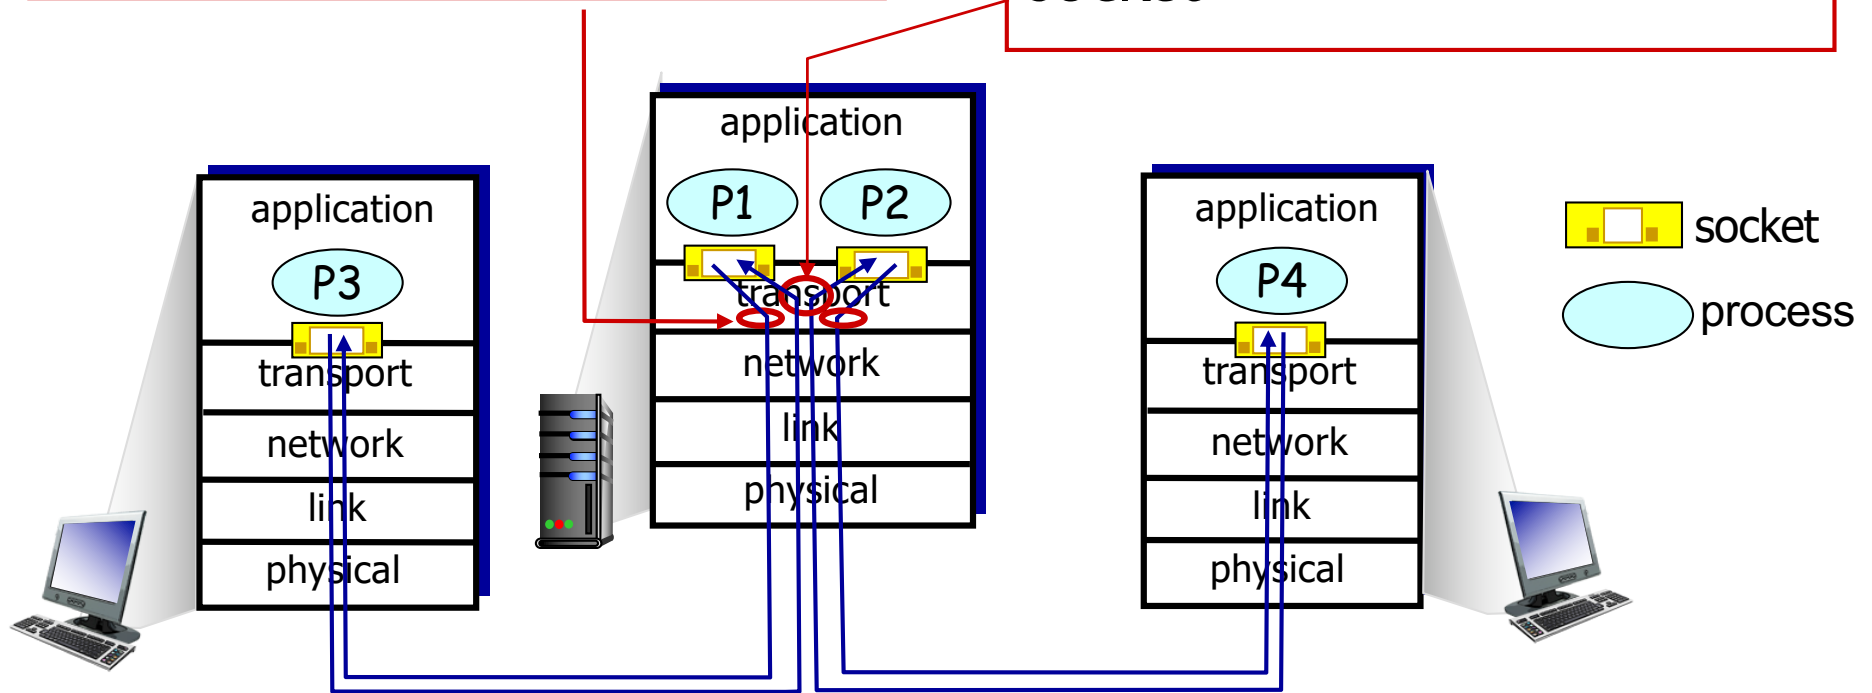 socket
application
P1
P2
transport
network
link
physical
application
P3
transport
network
link
physical
application
P4
transport
network
link
physical
socket
process